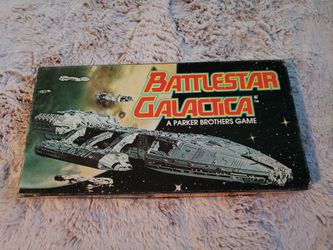 BATTLESTAR
GALACTICA
A PARKER BROTHERS GAME